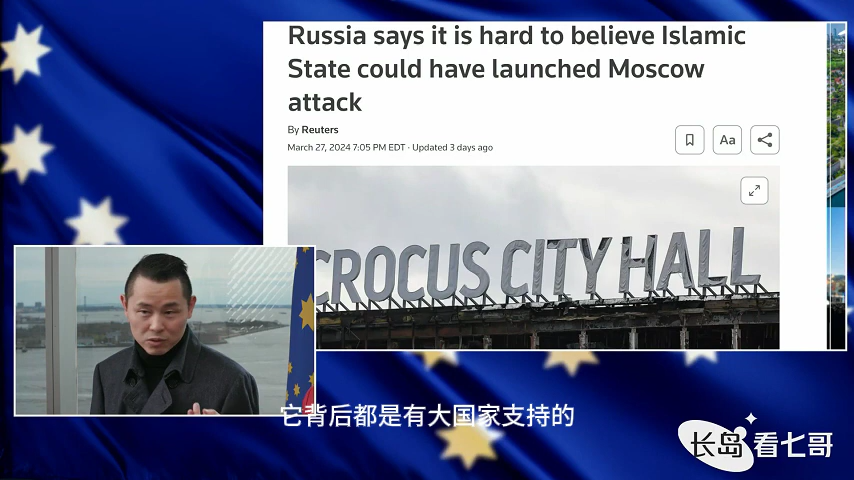 Russia says it is hard to believe Islamic
State could have launched Moscow
attack
By Reuters
March 27, 2024 7:05 PM EDT · Updated 3 days ago
Aa
CROCUS CITY HALL
它背后都是有大国家支持的
长岛看七哥